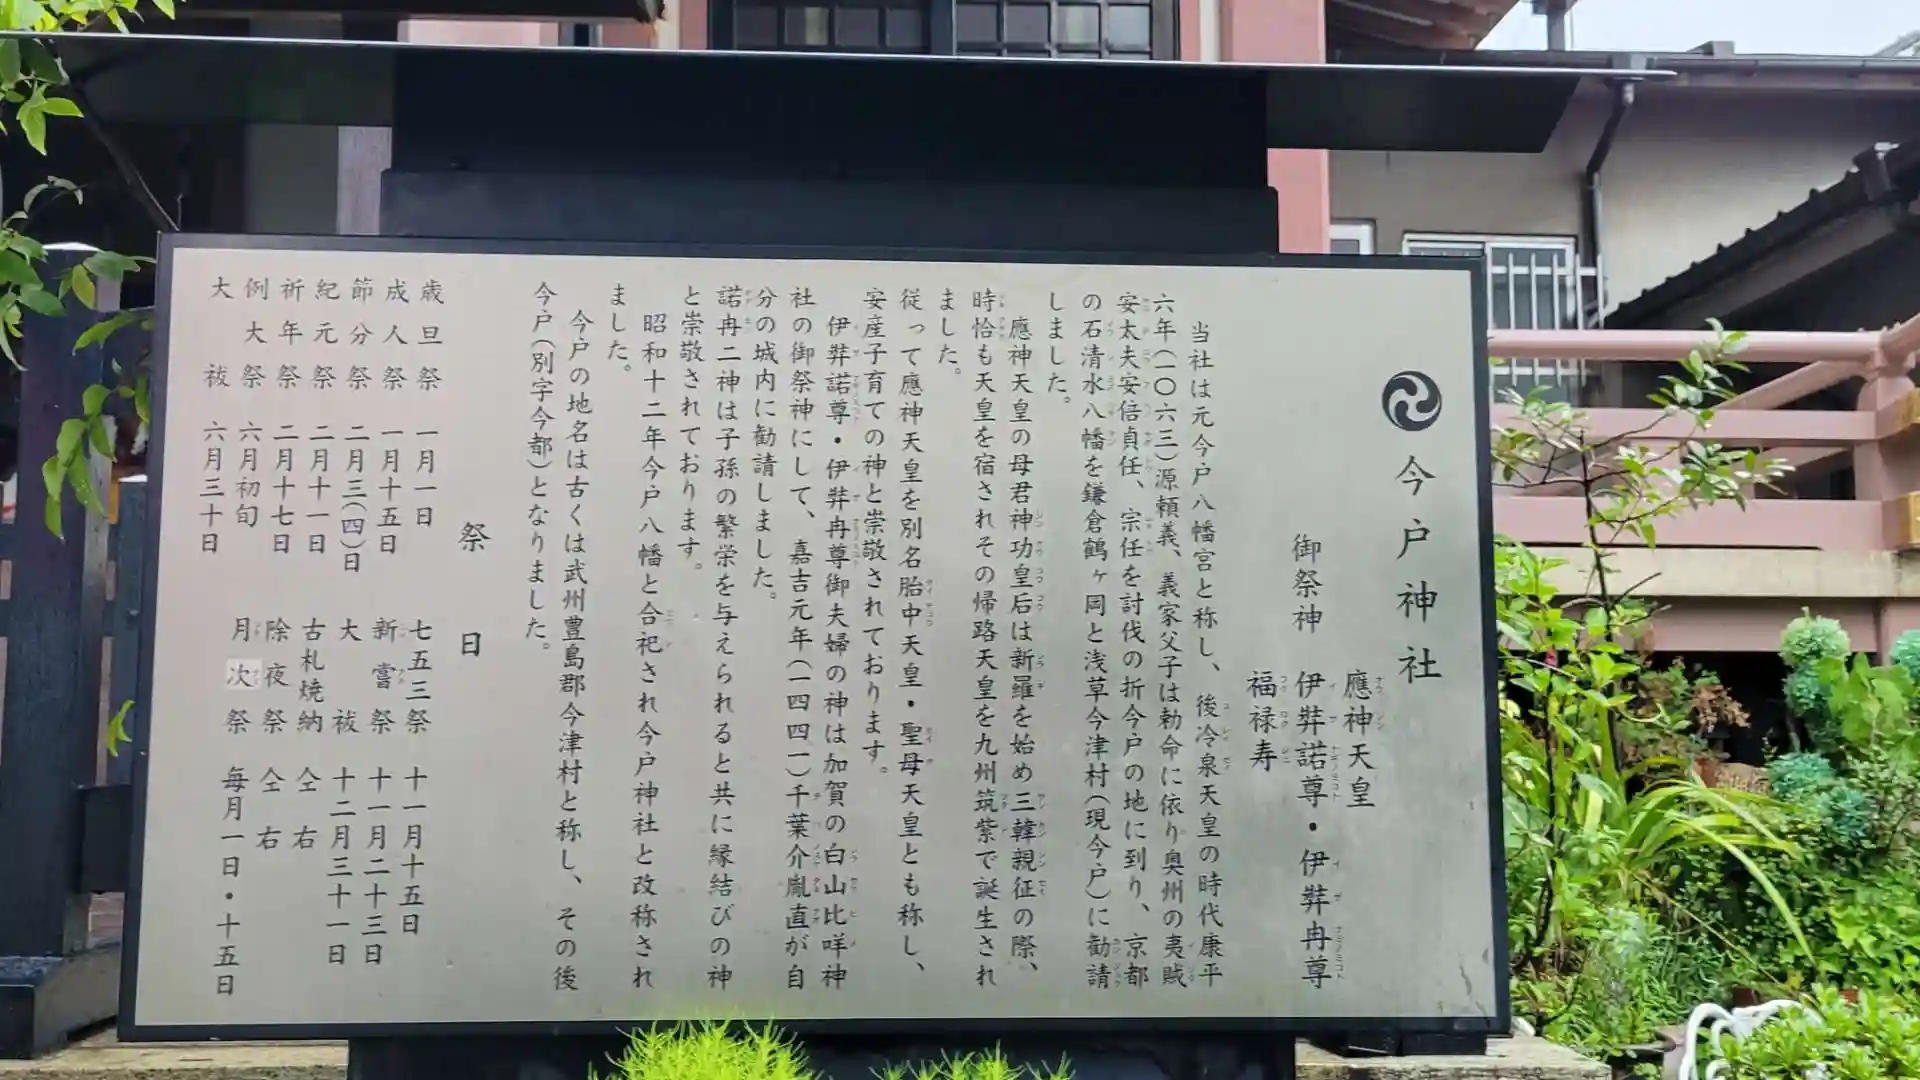 今戸神社
御祭神
應神天皇
伊弉諾尊・伊弉冉尊
福禄寿
当社は元今戸八幡宮と称し、後冷泉天皇の時代康平
六年(一〇六三)源頼義、義家父子は勅命に依り奥州の夷賊
安太夫安倍貞任、宗任を討伐の折今戸の地に到り、京都
の石清水八幡を鎌倉鶴ヶ岡と浅草今津村(現今戸)に勧請
しました。
應神天皇の母君神功皇后は新羅を始め三韓親征の際、
時恰も天皇を宿されその帰路天皇を九州筑紫で誕生され
ました。
従って應神天皇を別名胎中天皇・聖母天皇とも称し、
安産子育ての神と崇敬されております。
伊弉諾尊・伊弉冉尊御夫婦の神は加賀の白山比咩神
社の御祭神にして、嘉吉元年(一四四一)千葉介胤直が自
分の城内に勧請しました。
諾冉二神は子孫の繁栄を与えられると共に縁結びの神
と崇敬されております。
昭和十二年今戸八幡と合祀され今戸神社と改称され
ました。
今戸の地名は古くは武州豊島郡今津村と称し、その後
今戸(別字今都)となりました。
祭日
歳旦祭 一月一日
成人祭 一月十五日
節分祭 二月三(四)日
紀元祭 二月十一日
祈年祭 二月十七日
例大祭 六月初旬
大祓 六月三十日
七五三祭 十一月十五日
新嘗祭 十一月二十三日
大祓 十二月三十一日
古札焼納 仝右
除夜祭 仝右
月次祭 毎月一日・十五日